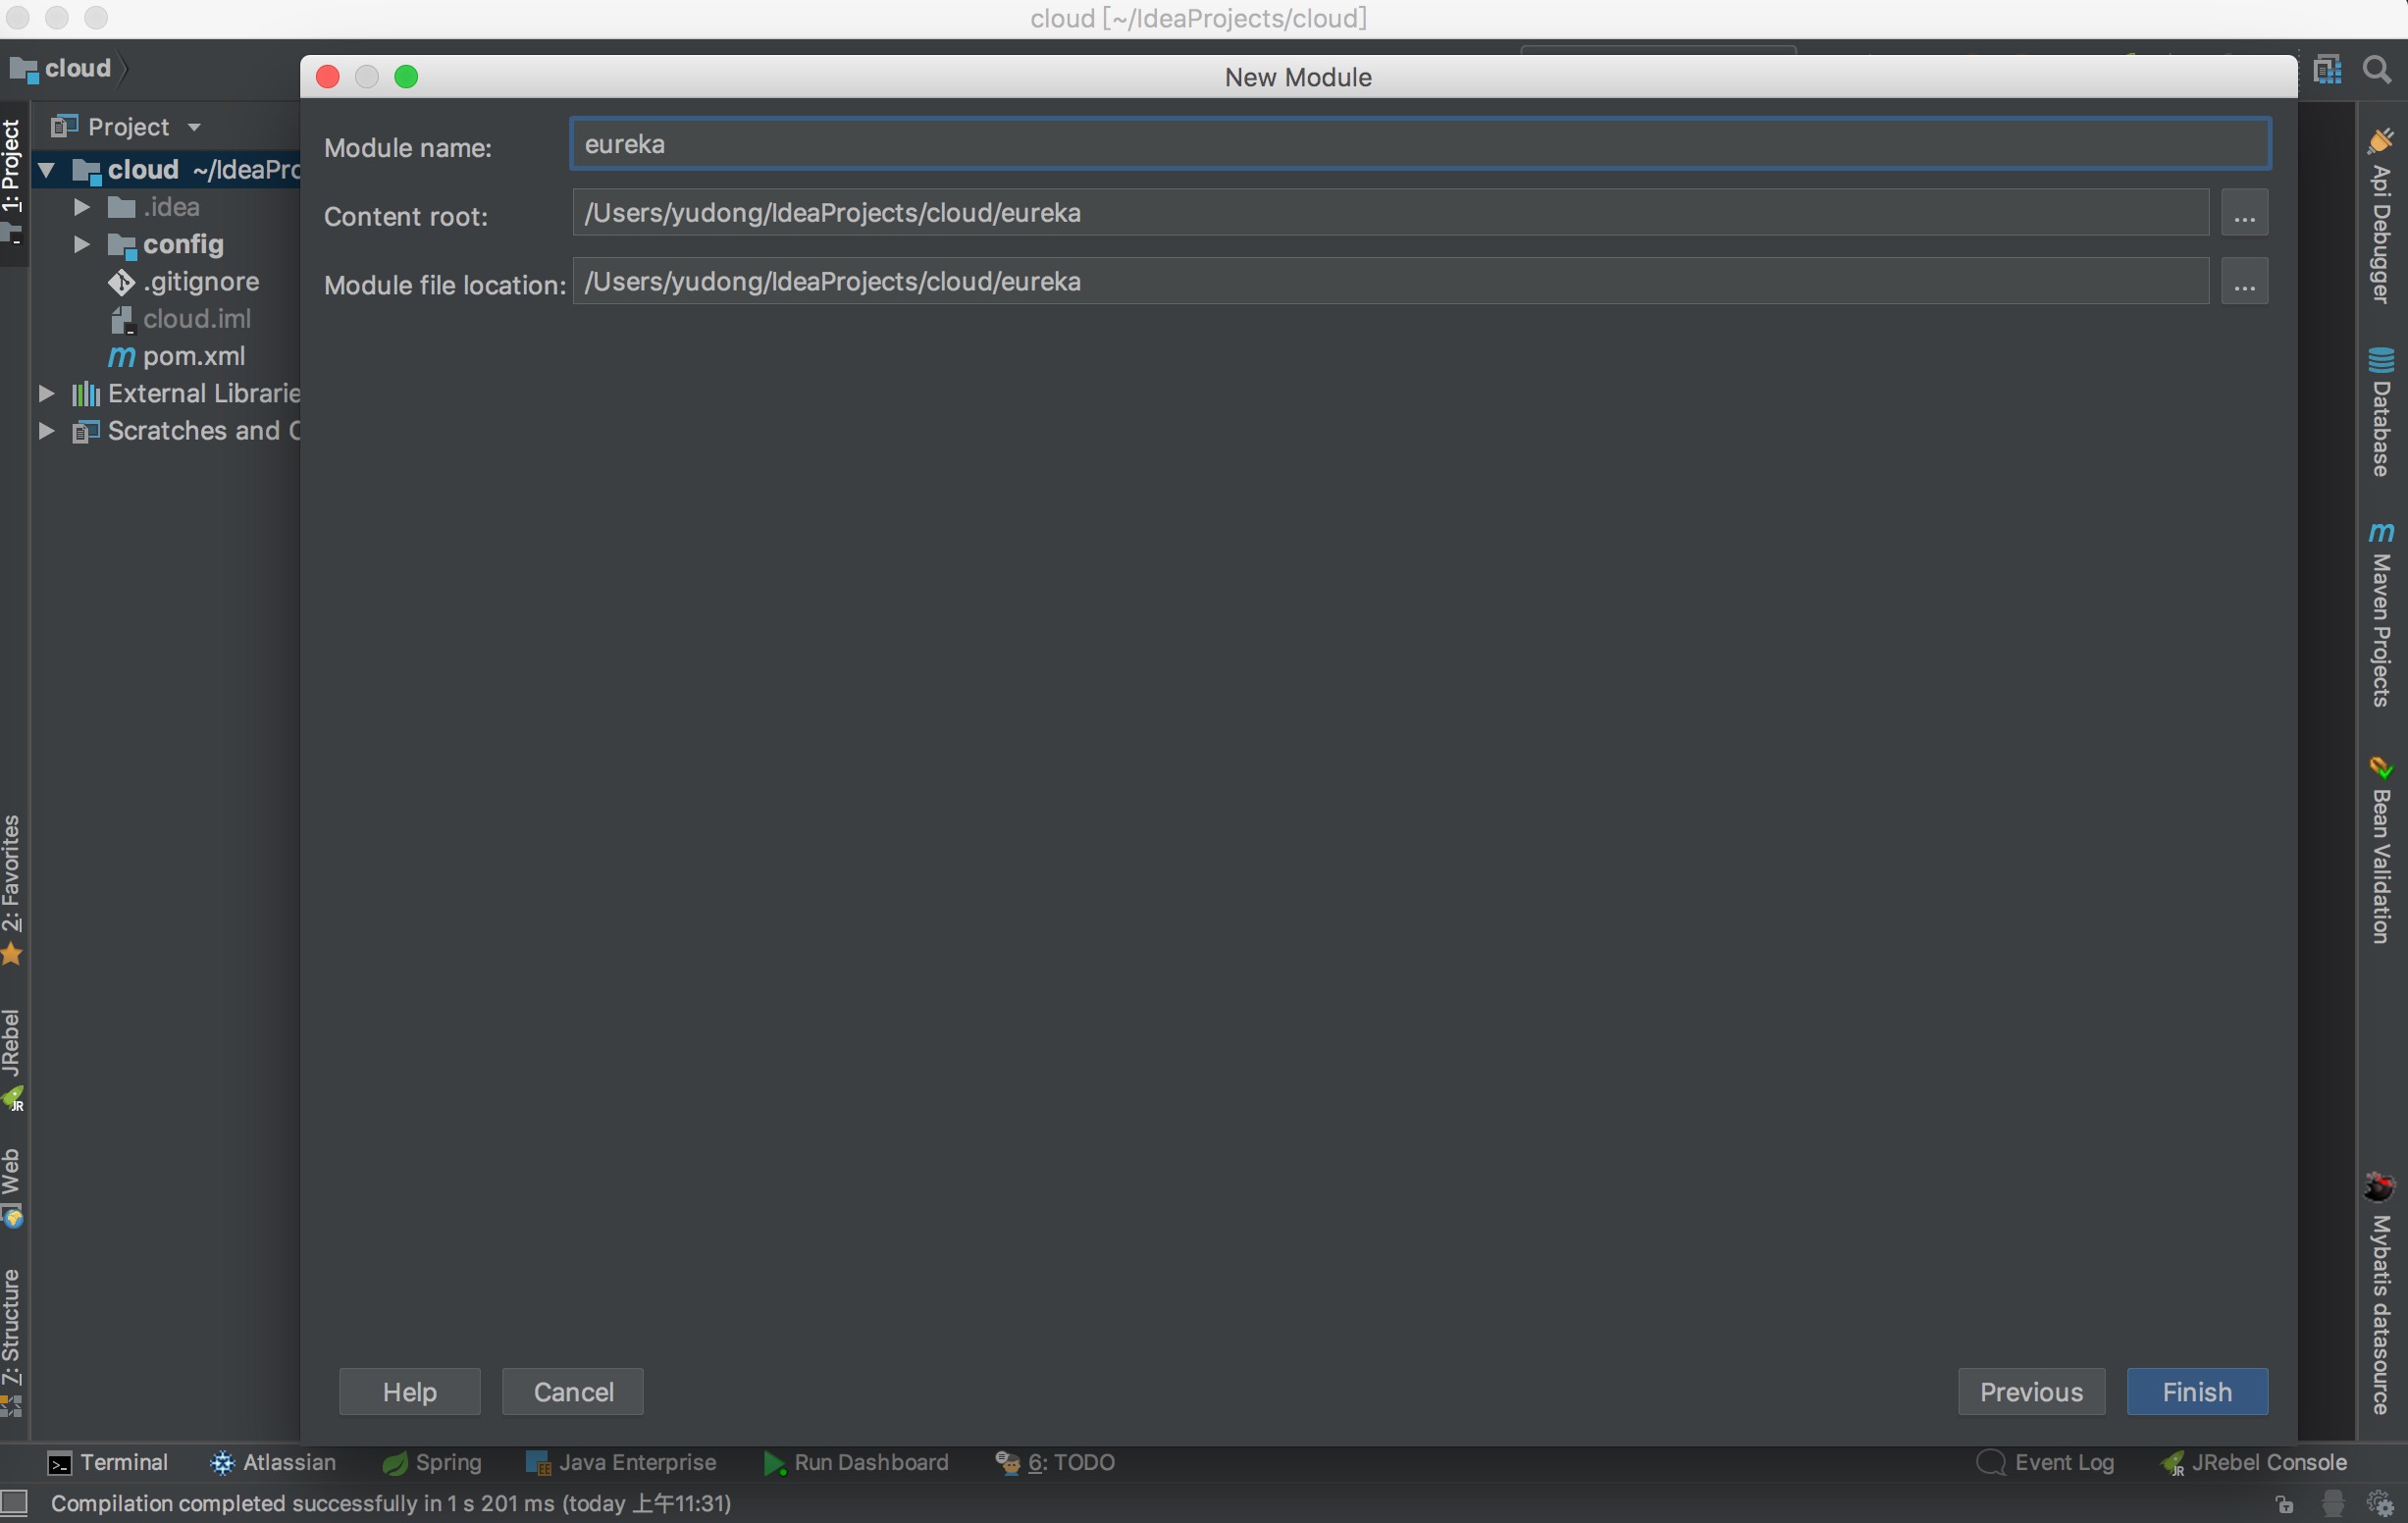 cloud [~/IdeaProjects/cloud]
cloud
New Module
Project
Module name:
eureka
Content root:
/Users/yudong/IdeaProjects/cloud/eureka
...
Module file location:
/Users/yudong/IdeaProjects/cloud/eureka
...
cloud ~/IdeaPro
.idea
config
.gitignore
cloud.iml
pom.xml
External Librarie
Scratches and C
1: Project
2: Favorites
JRebel
Web
7: Structure
Api Debugger
Database
Maven Projects
Bean Validation
Mybatis datasource
Help
Cancel
Previous
Finish
Terminal
Atlassian
Spring
Java Enterprise
Run Dashboard
6: TODO
Event Log
JRebel Console
Compilation completed successfully in 1 s 201 ms (today 上午11:31)